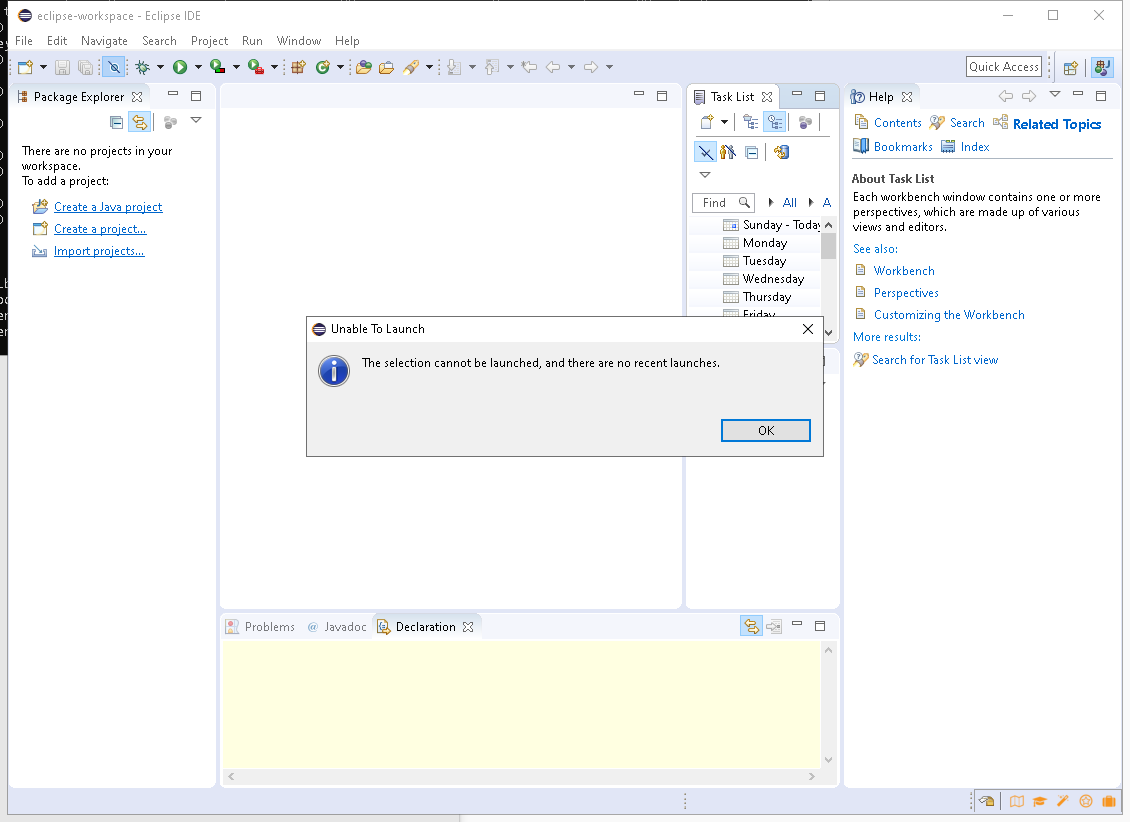 eclipse-workspace - Eclipse IDE
File Edit Navigate Search Project Run Window Help
Quick Access
Package Explorer
There are no projects in your
workspace.
To add a project:
Create a Java project
Create a project...
Import projects...
Task List
Find
All
A
Sunday - Today
Monday
Tuesday
Wednesday
Thursday
Friday
Help
Contents Search Related Topics
Bookmarks Index
About Task List
Each workbench window contains one or more
perspectives, which are made up of various
views and editors.
See also:
Workbench
Perspectives
Customizing the Workbench
More results:
Search for Task List view
Unable To Launch
The selection cannot be launched, and there are no recent launches.
OK
Problems @ Javadoc Declaration